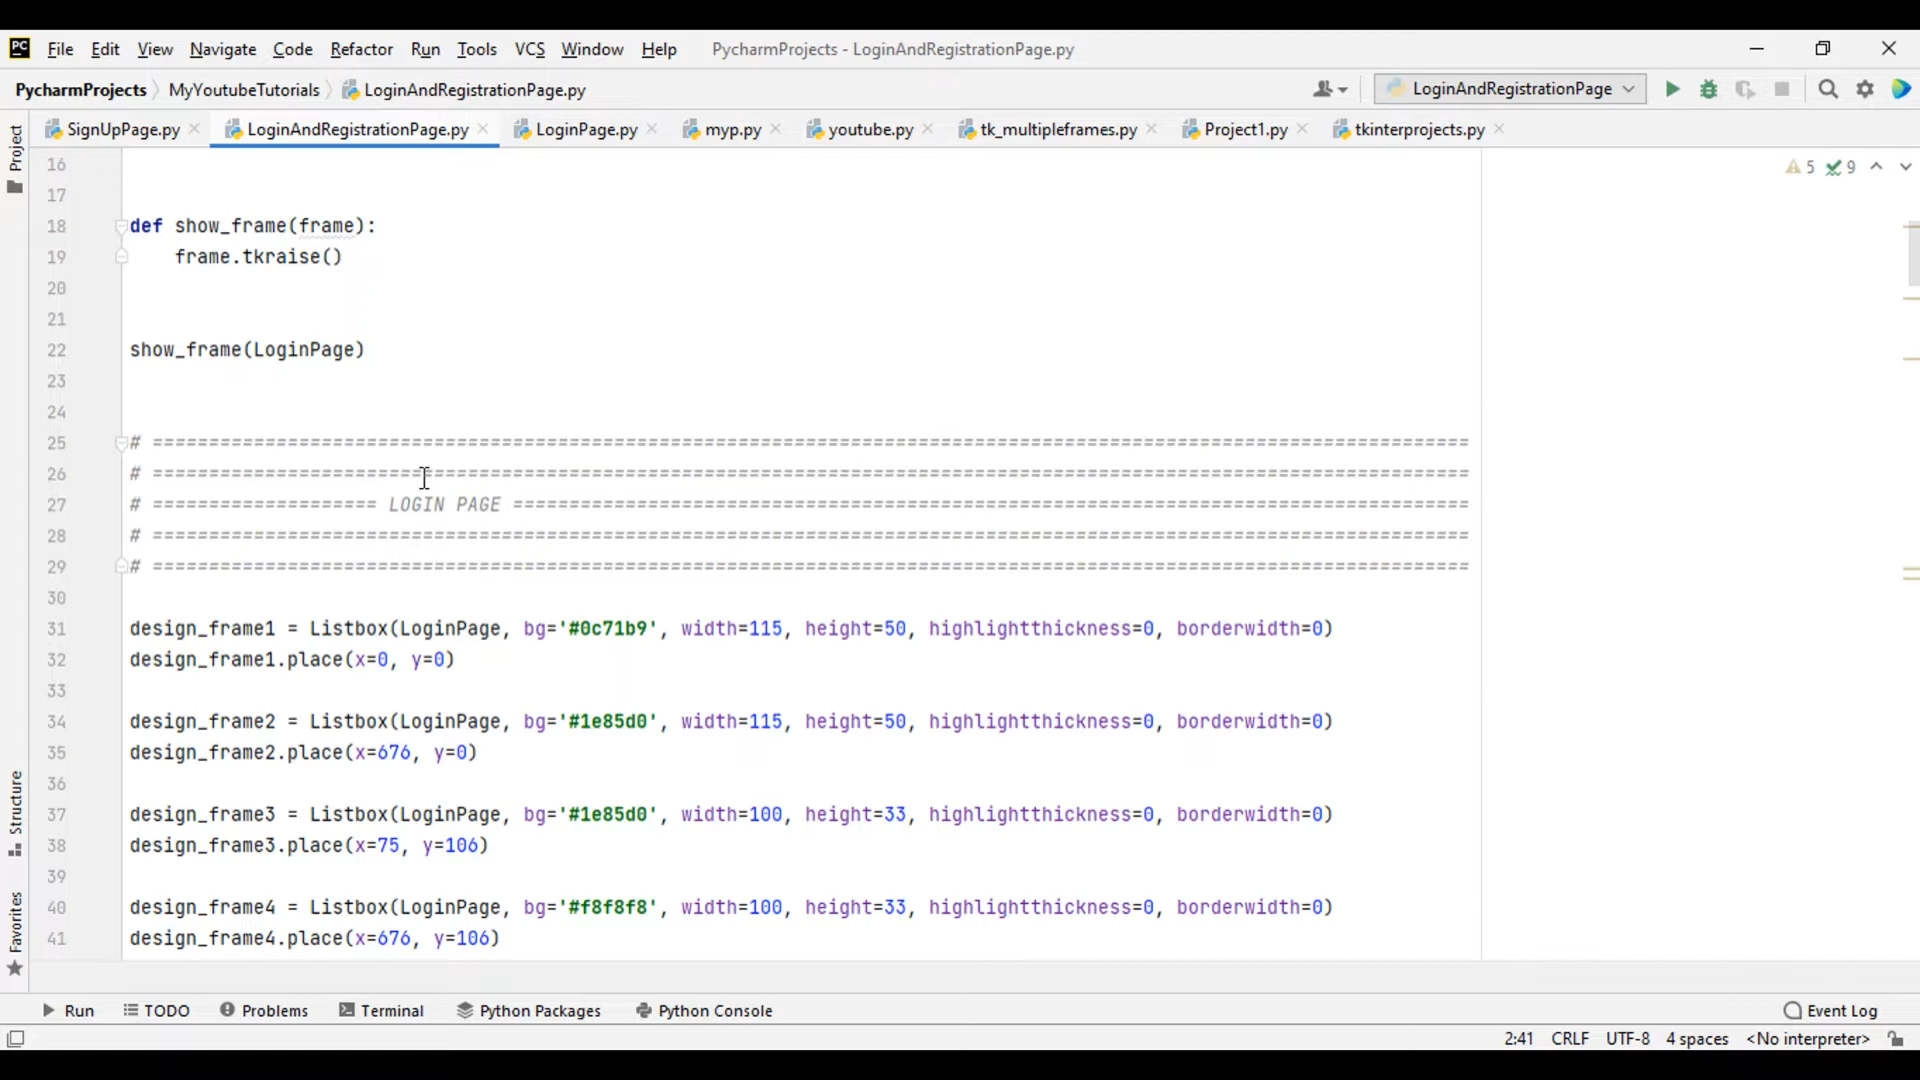 PC File Edit View Navigate Code Refactor Run Tools VCS Window Help PycharmProjects - LoginAndRegistrationPage.py
PycharmProjects MyYoutubeTutorials LoginAndRegistrationPage.py LoginAndRegistrationPage
SignUpPage.py LoginAndRegistrationPage.py LoginPage.py myp.py youtube.py tk_multipleframes.py Project1.py tkinterprojects.py
Project
5 9
16
17
18 def show_frame(frame):
19 frame.tkraise()
20
21
22 show_frame(LoginPage)
23
24
25 # =====================================================================================================================
26 # =====================================================================================================================
27 # ==================== LOGIN PAGE =====================================================================================
28 # =====================================================================================================================
29 # =====================================================================================================================
30
31 design_frame1 = Listbox(LoginPage, bg='#0c71b9', width=115, height=50, highlightthickness=0, borderwidth=0)
32 design_frame1.place(x=0, y=0)
33
34 design_frame2 = Listbox(LoginPage, bg='#1e85d0', width=115, height=50, highlightthickness=0, borderwidth=0)
35 design_frame2.place(x=676, y=0)
36
37 design_frame3 = Listbox(LoginPage, bg='#1e85d0', width=100, height=33, highlightthickness=0, borderwidth=0)
38 design_frame3.place(x=75, y=106)
39
40 design_frame4 = Listbox(LoginPage, bg='#f8f8f8', width=100, height=33, highlightthickness=0, borderwidth=0)
41 design_frame4.place(x=676, y=106)
Structure
Favorites
Run TODO Problems Terminal Python Packages Python Console Event Log
2:41 CRLF UTF-8 4 spaces <No interpreter>